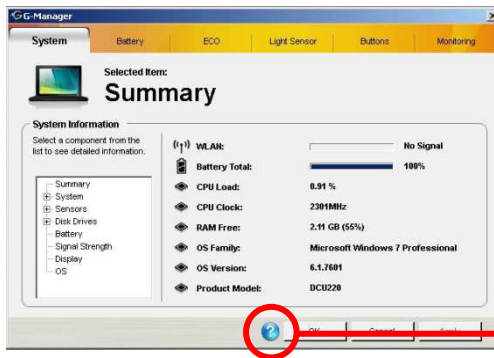 G-Manager
System Battery ECO Light Sensor Buttons Monitoring
Selected Item:
Summary
System Information
Select a component from the
list to see detailed information.
Summary
System
Sensors
Disk Drives
Battery
Signal Strength
Display
OS
WLAN: No Signal
Battery Total: 100%
CPU Load: 0.91 %
CPU Clock: 2301MHz
RAM Free: 2.11 GB (55%)
OS Family: Microsoft Windows 7 Professional
OS Version: 6.1.7601
Product Model: DCU220
?
OK Cancel Apply